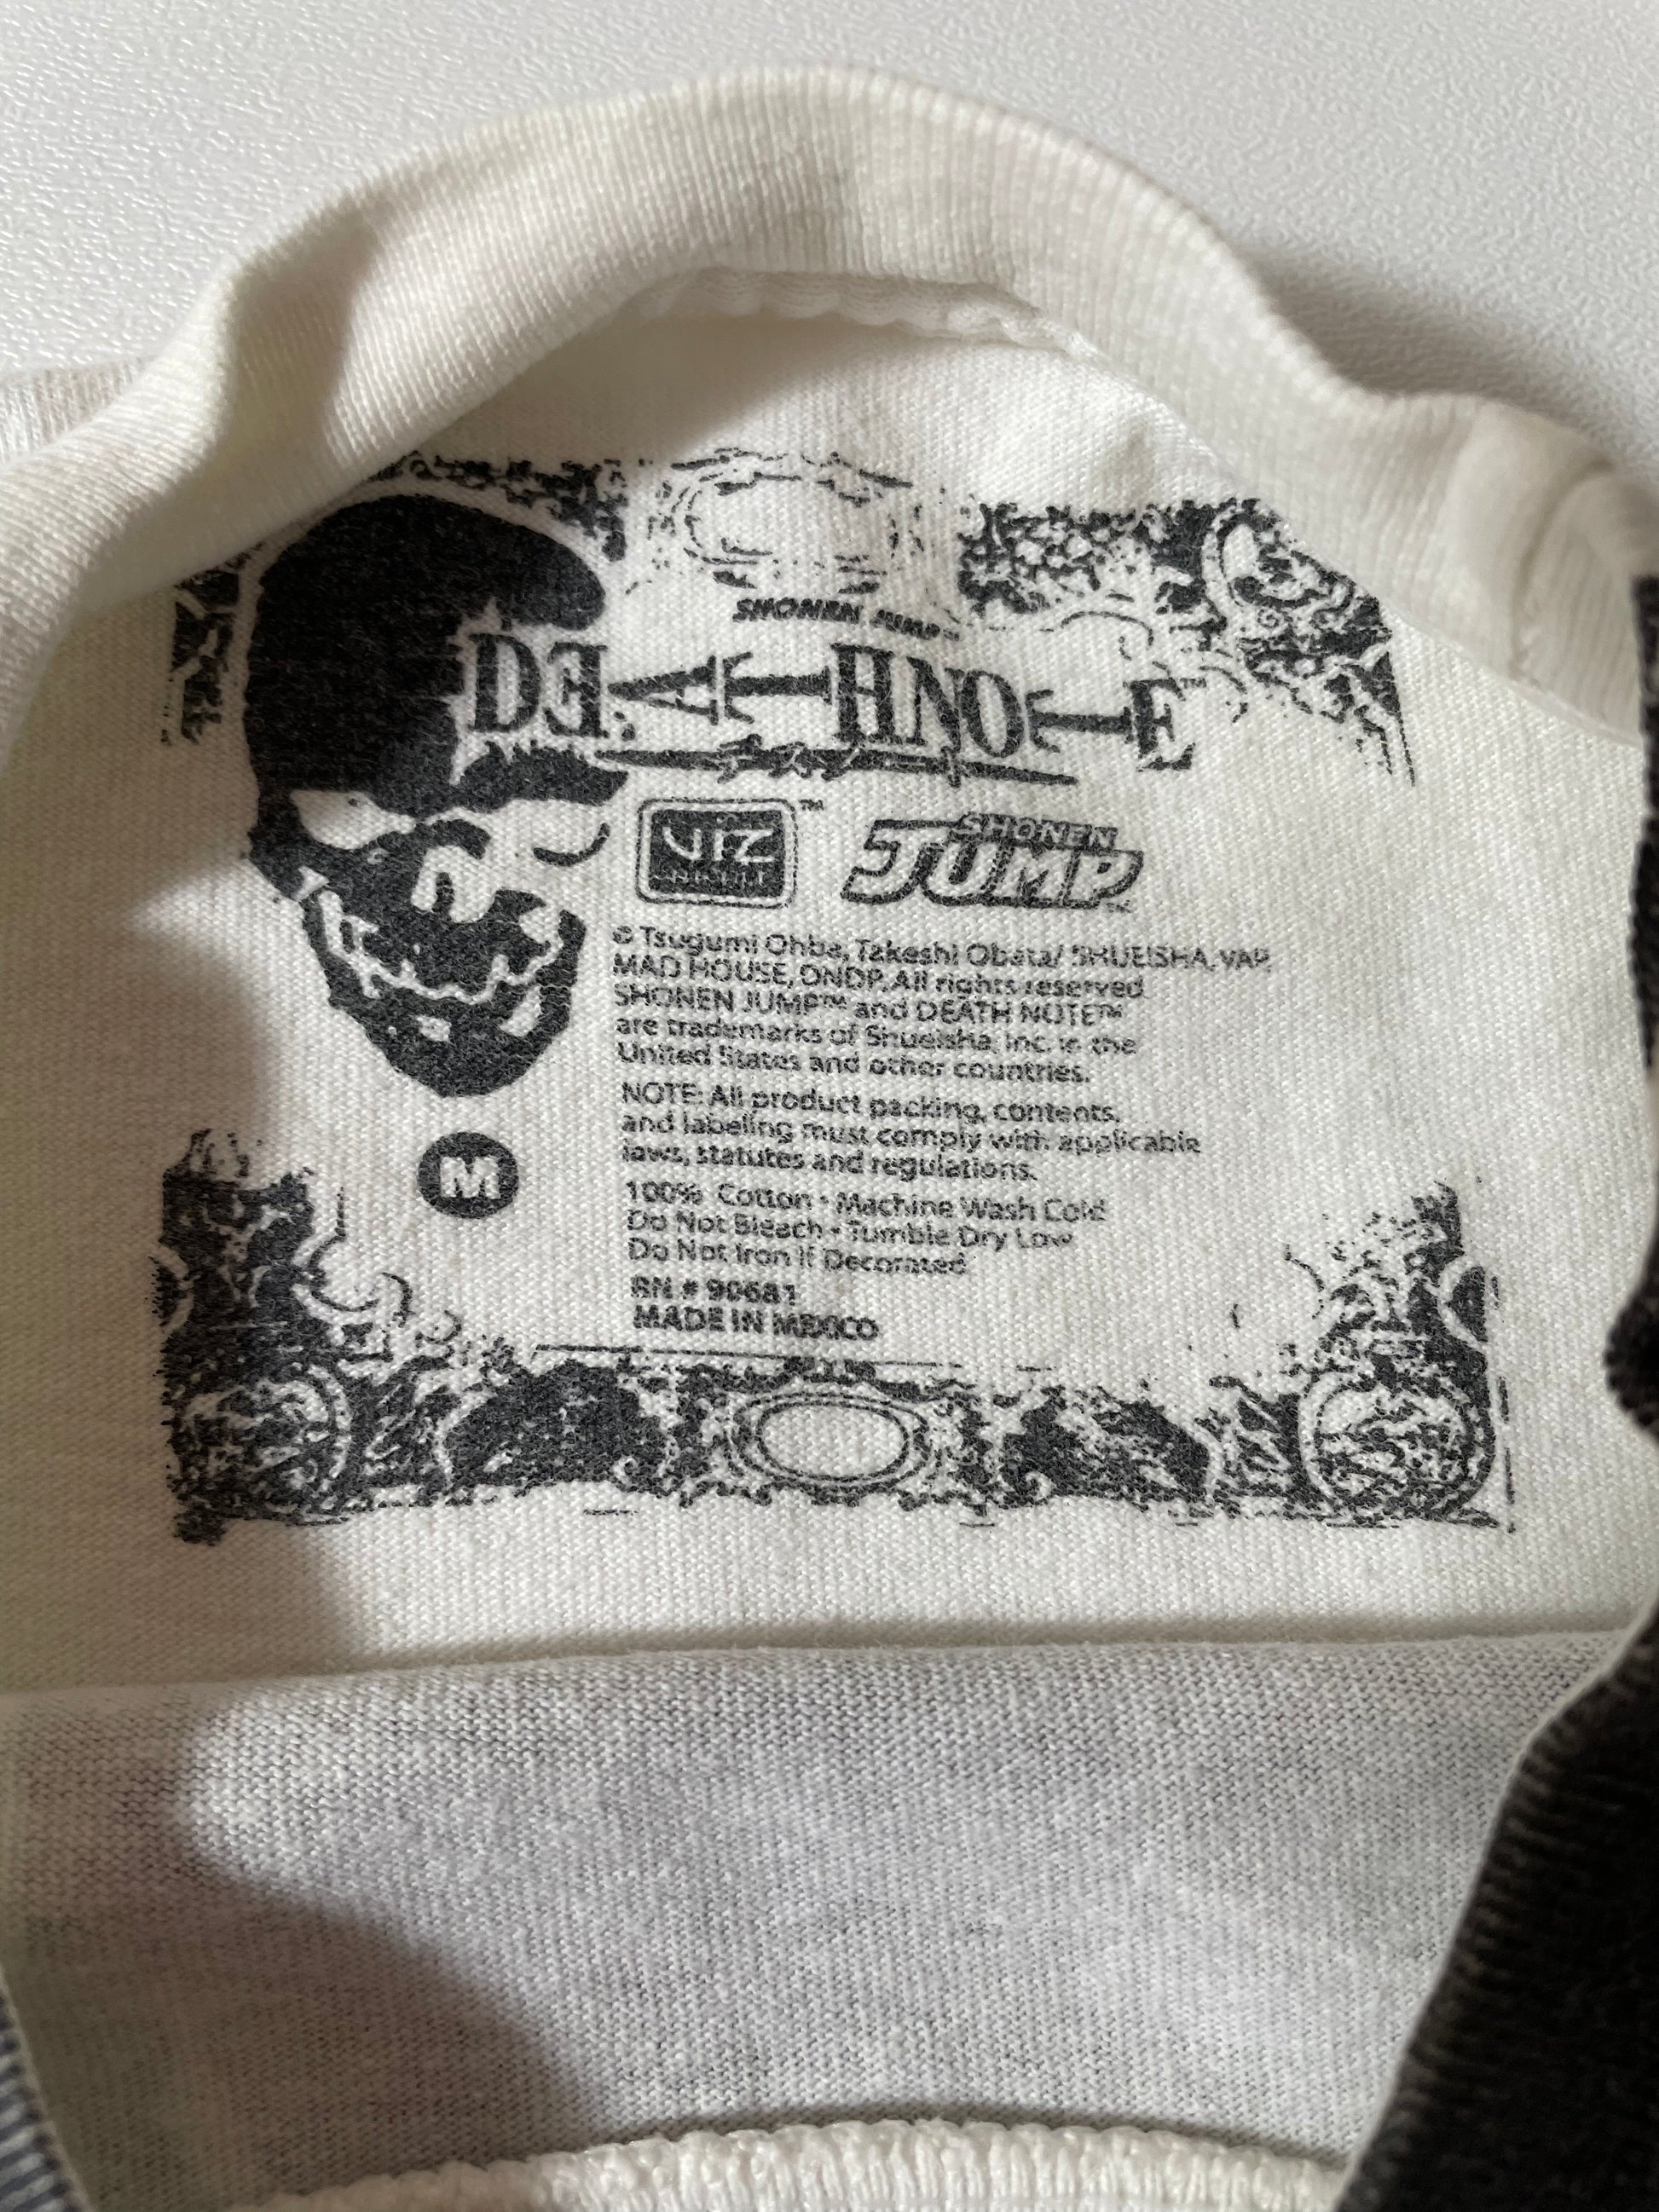 SHONEN JUMP
DEATH NOTE
VIZ ™
SHONEN
JUMP
© Tsugumi Ohba, Takeshi Obata/ SHUEISHA, VAP,
MAD HOUSE, ONDP. All rights reserved
SHONEN JUMP™ and DEATH NOTE™
are trademarks of Shueisha, Inc. in the
United States and other countries.
NOTE: All product packing, contents,
and labeling must comply with applicable
laws, statutes and regulations.
M
100% Cotton • Machine Wash Cold
Do Not Bleach • Tumble Dry Low
Do Not Iron If Decorated
RN # 90681
MADE IN MEXICO